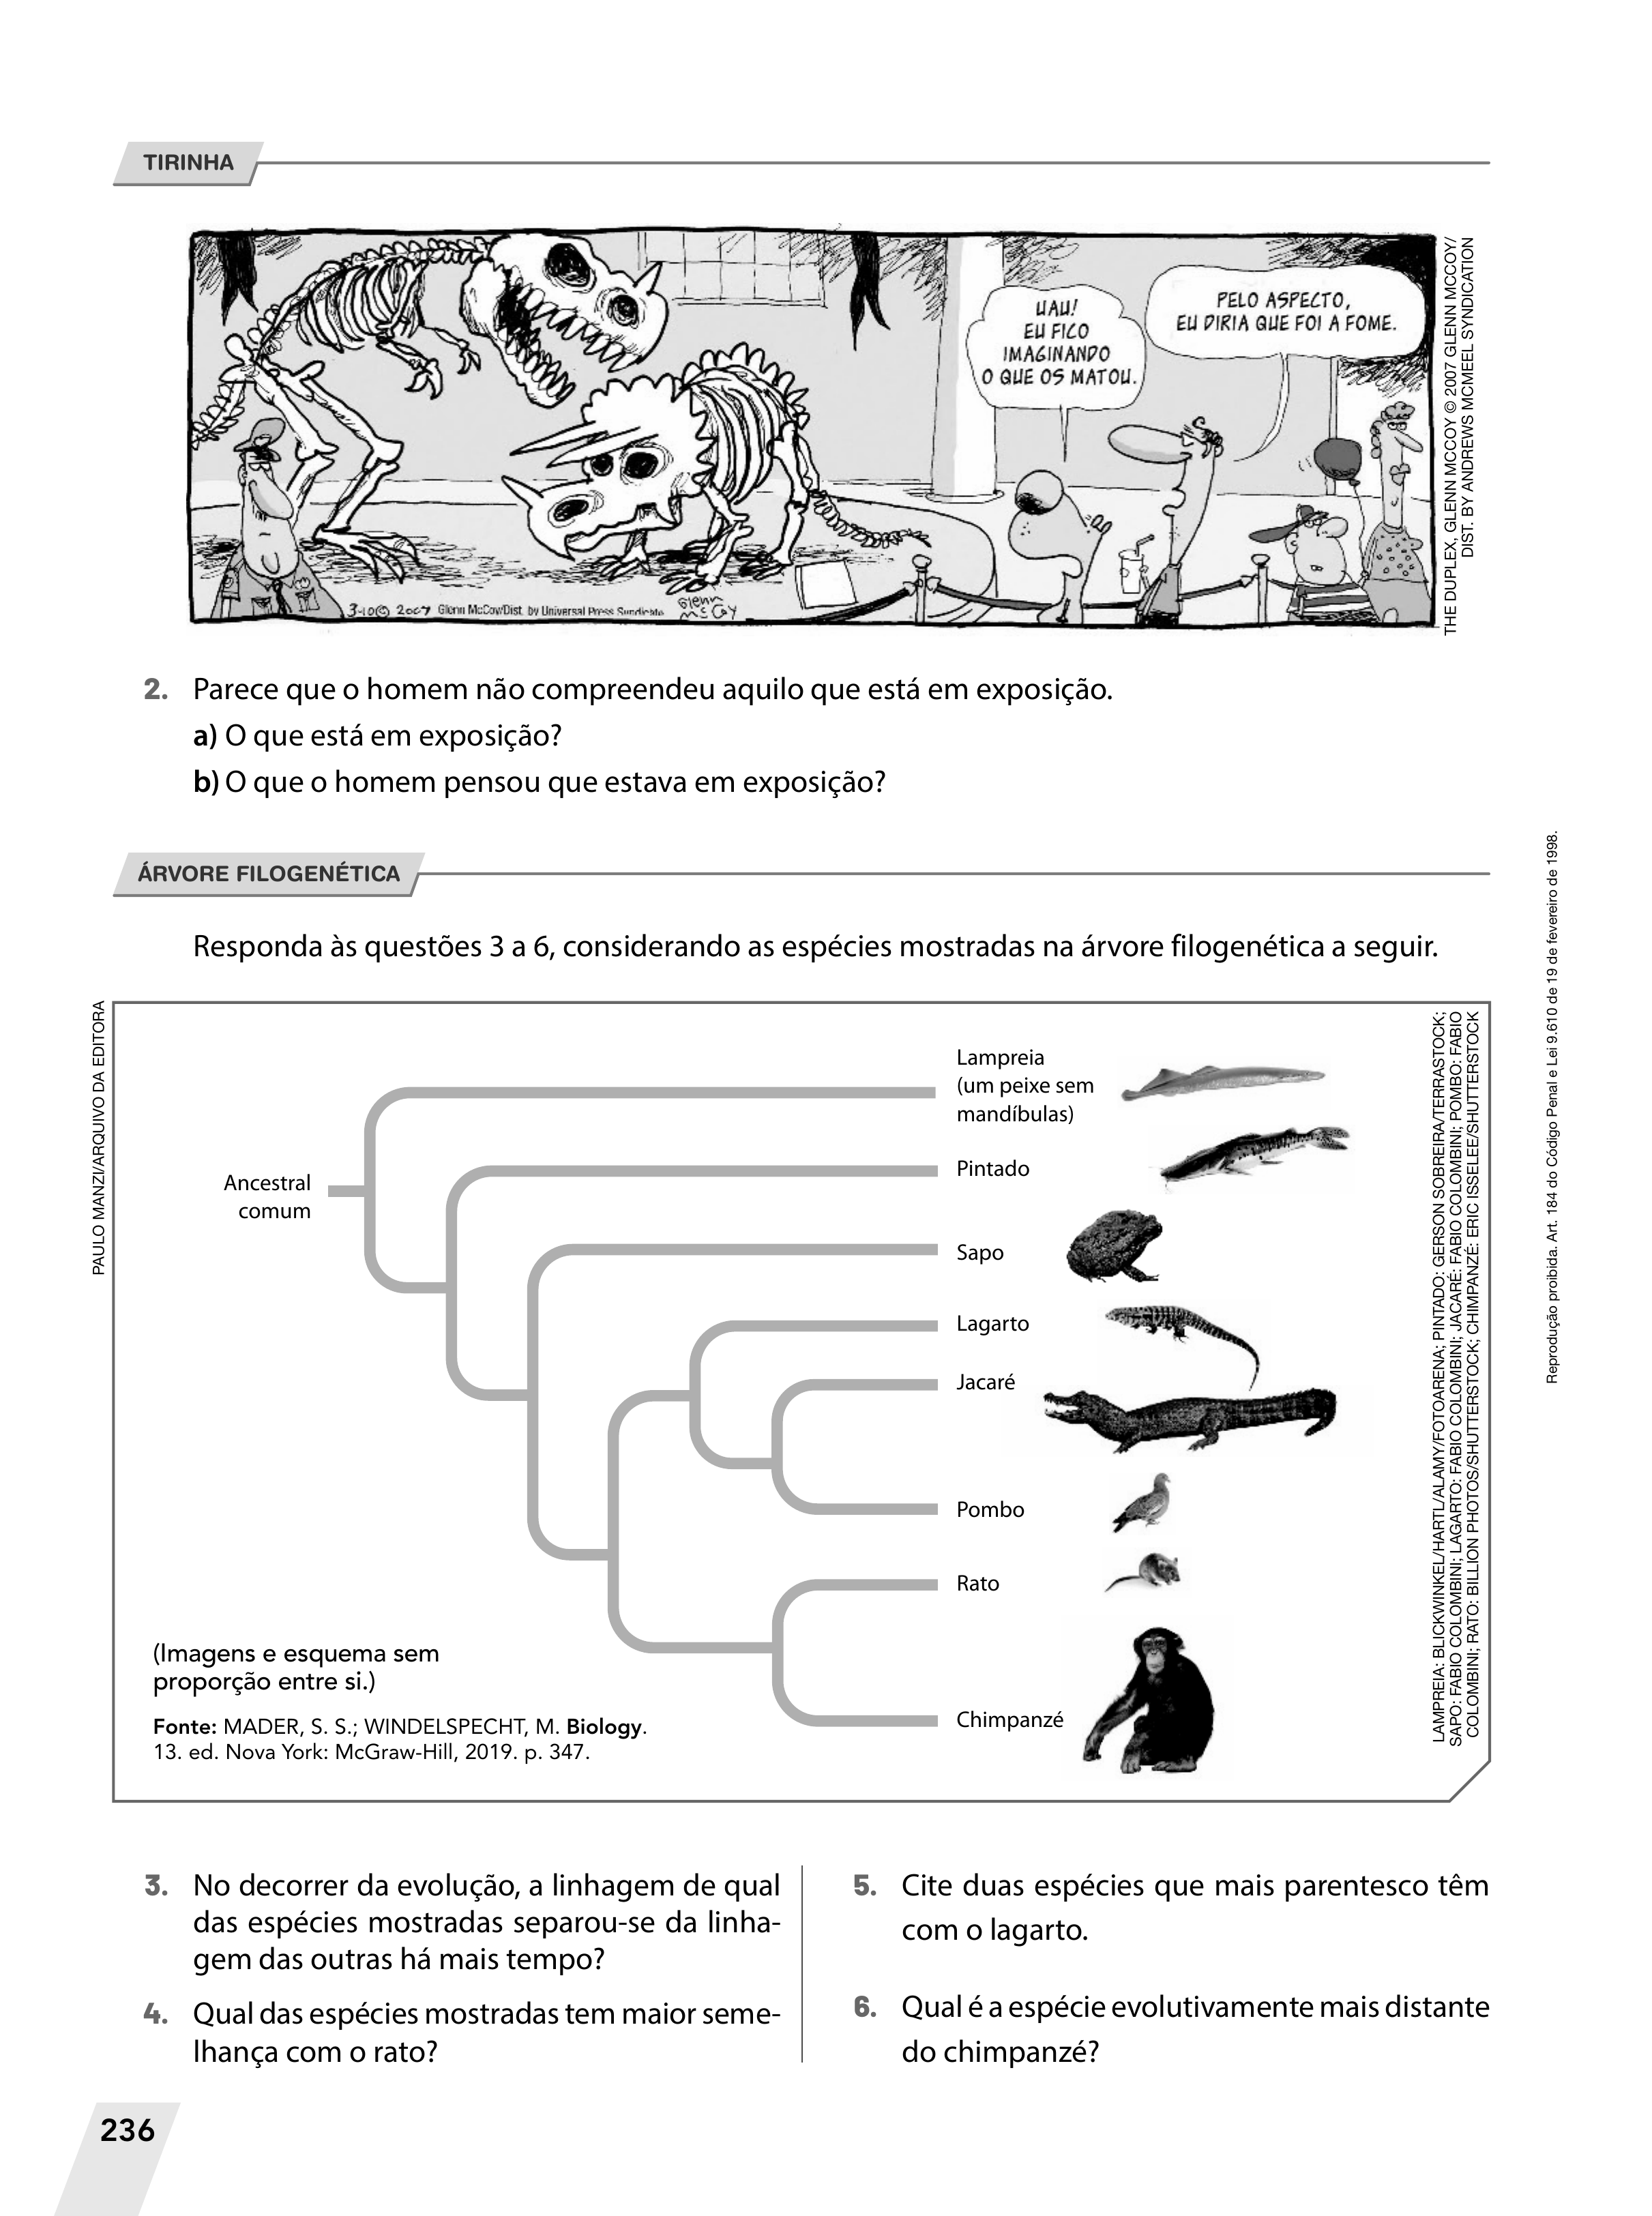 TIRINHA
UAU!
EU FICO
IMAGINANDO
O QUE OS MATOU.
PELO ASPECTO,
EU DIRIA QUE FOI A FOME.
3-10 © 2007 Glenn McCoy/Dist. by Universal Press Syndicate
Glenn
McCoy
THE DUPLEX, GLENN MCCOY © 2007 GLENN MCCOY/
DIST. BY ANDREWS MCMEEL SYNDICATION
2. Parece que o homem não compreendeu aquilo que está em exposição.
a) O que está em exposição?
b) O que o homem pensou que estava em exposição?
ÁRVORE FILOGENÉTICA
Responda às questões 3 a 6, considerando as espécies mostradas na árvore filogenética a seguir.
PAULO MANZI/ARQUIVO DA EDITORA
Ancestral
comum
Lampreia
(um peixe sem
mandíbulas)
Pintado
Sapo
Lagarto
Jacaré
Pombo
Rato
Chimpanzé
(Imagens e esquema sem
proporção entre si.)
Fonte: MADER, S. S.; WINDELSPECHT, M. Biology.
13. ed. Nova York: McGraw-Hill, 2019. p. 347.
LAMPREIA: BLICKWINKEL/HARTL/ALAMY/FOTOARENA; PINTADO: GERSON SOBREIRA/TERRASTOCK;
SAPO: FABIO COLOMBINI; LAGARTO: FABIO COLOMBINI; JACARÉ: FABIO COLOMBINI; POMBO: FABIO
COLOMBINI; RATO: BILLION PHOTOS/SHUTTERSTOCK; CHIMPANZÉ: ERIC ISSELEE/SHUTTERSTOCK
Reprodução proibida. Art. 184 do Código Penal e Lei 9.610 de 19 de fevereiro de 1998.
3. No decorrer da evolução, a linhagem de qual
das espécies mostradas separou-se da linha-
gem das outras há mais tempo?
4. Qual das espécies mostradas tem maior seme-
lhança com o rato?
5. Cite duas espécies que mais parentesco têm
com o lagarto.
6. Qual é a espécie evolutivamente mais distante
do chimpanzé?
236